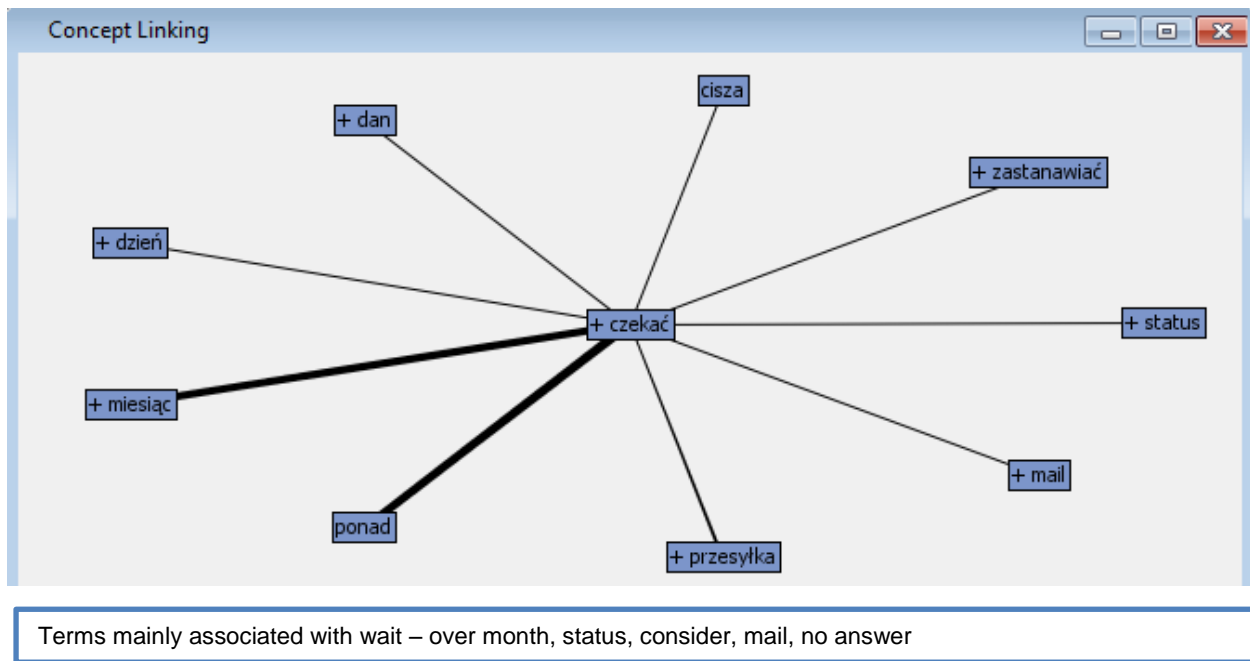 Concept Linking
cisza
+ dan
+ zastanawiać
+ dzień
+ czekać
+ status
+ miesiąc
+ mail
ponad
+ przesyłka
Terms mainly associated with wait – over month, status, consider, mail, no answer